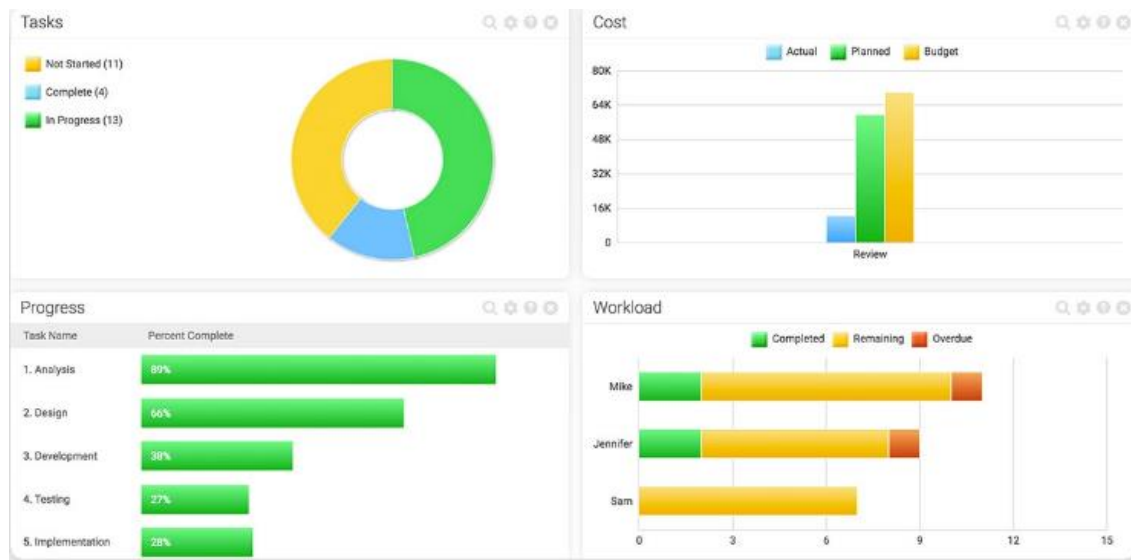 Tasks
Not Started (11)
Complete (4)
In Progress (13)
Cost
Actual Planned Budget
80K
64K
48K
32K
16K
0
Review
Progress
Task Name Percent Complete
1. Analysis 89%
2. Design 66%
3. Development 38%
4. Testing 27%
5. Implementation 28%
Workload
Completed Remaining Overdue
Mike
Jennifer
Sam
0 3 6 9 12 15